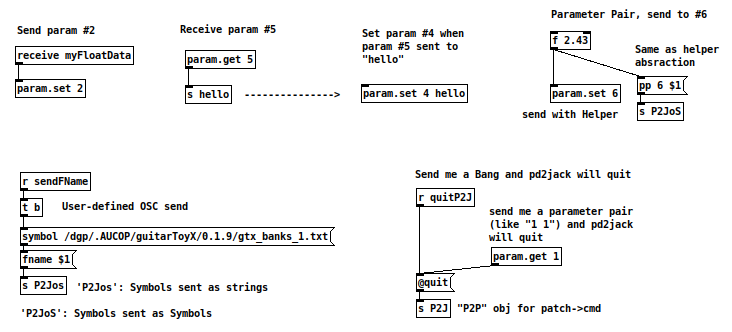 Send param #2
receive myFloatData
param.set 2
Receive param #5
param.get 5
s hello
--------------->
Set param #4 when
param #5 sent to
"hello"
param.set 4 hello
Parameter Pair, send to #6
f 2.43
Same as helper
absraction
param.set 6
pp 6 $1
s P2JoS
send with Helper
r sendFName
t b
User-defined OSC send
symbol /dgp/.AUCOP/guitarToyX/0.1.9/gtx_banks_1.txt
fname $1
s P2Jos
'P2Jos': Symbols sent as strings
'P2JoS': Symbols sent as Symbols
Send me a Bang and pd2jack will quit
r quitP2J
send me a parameter pair
(like "1 1") and pd2jack
will quit
param.get 1
@quit
s P2J
"P2P" obj for patch->cmd